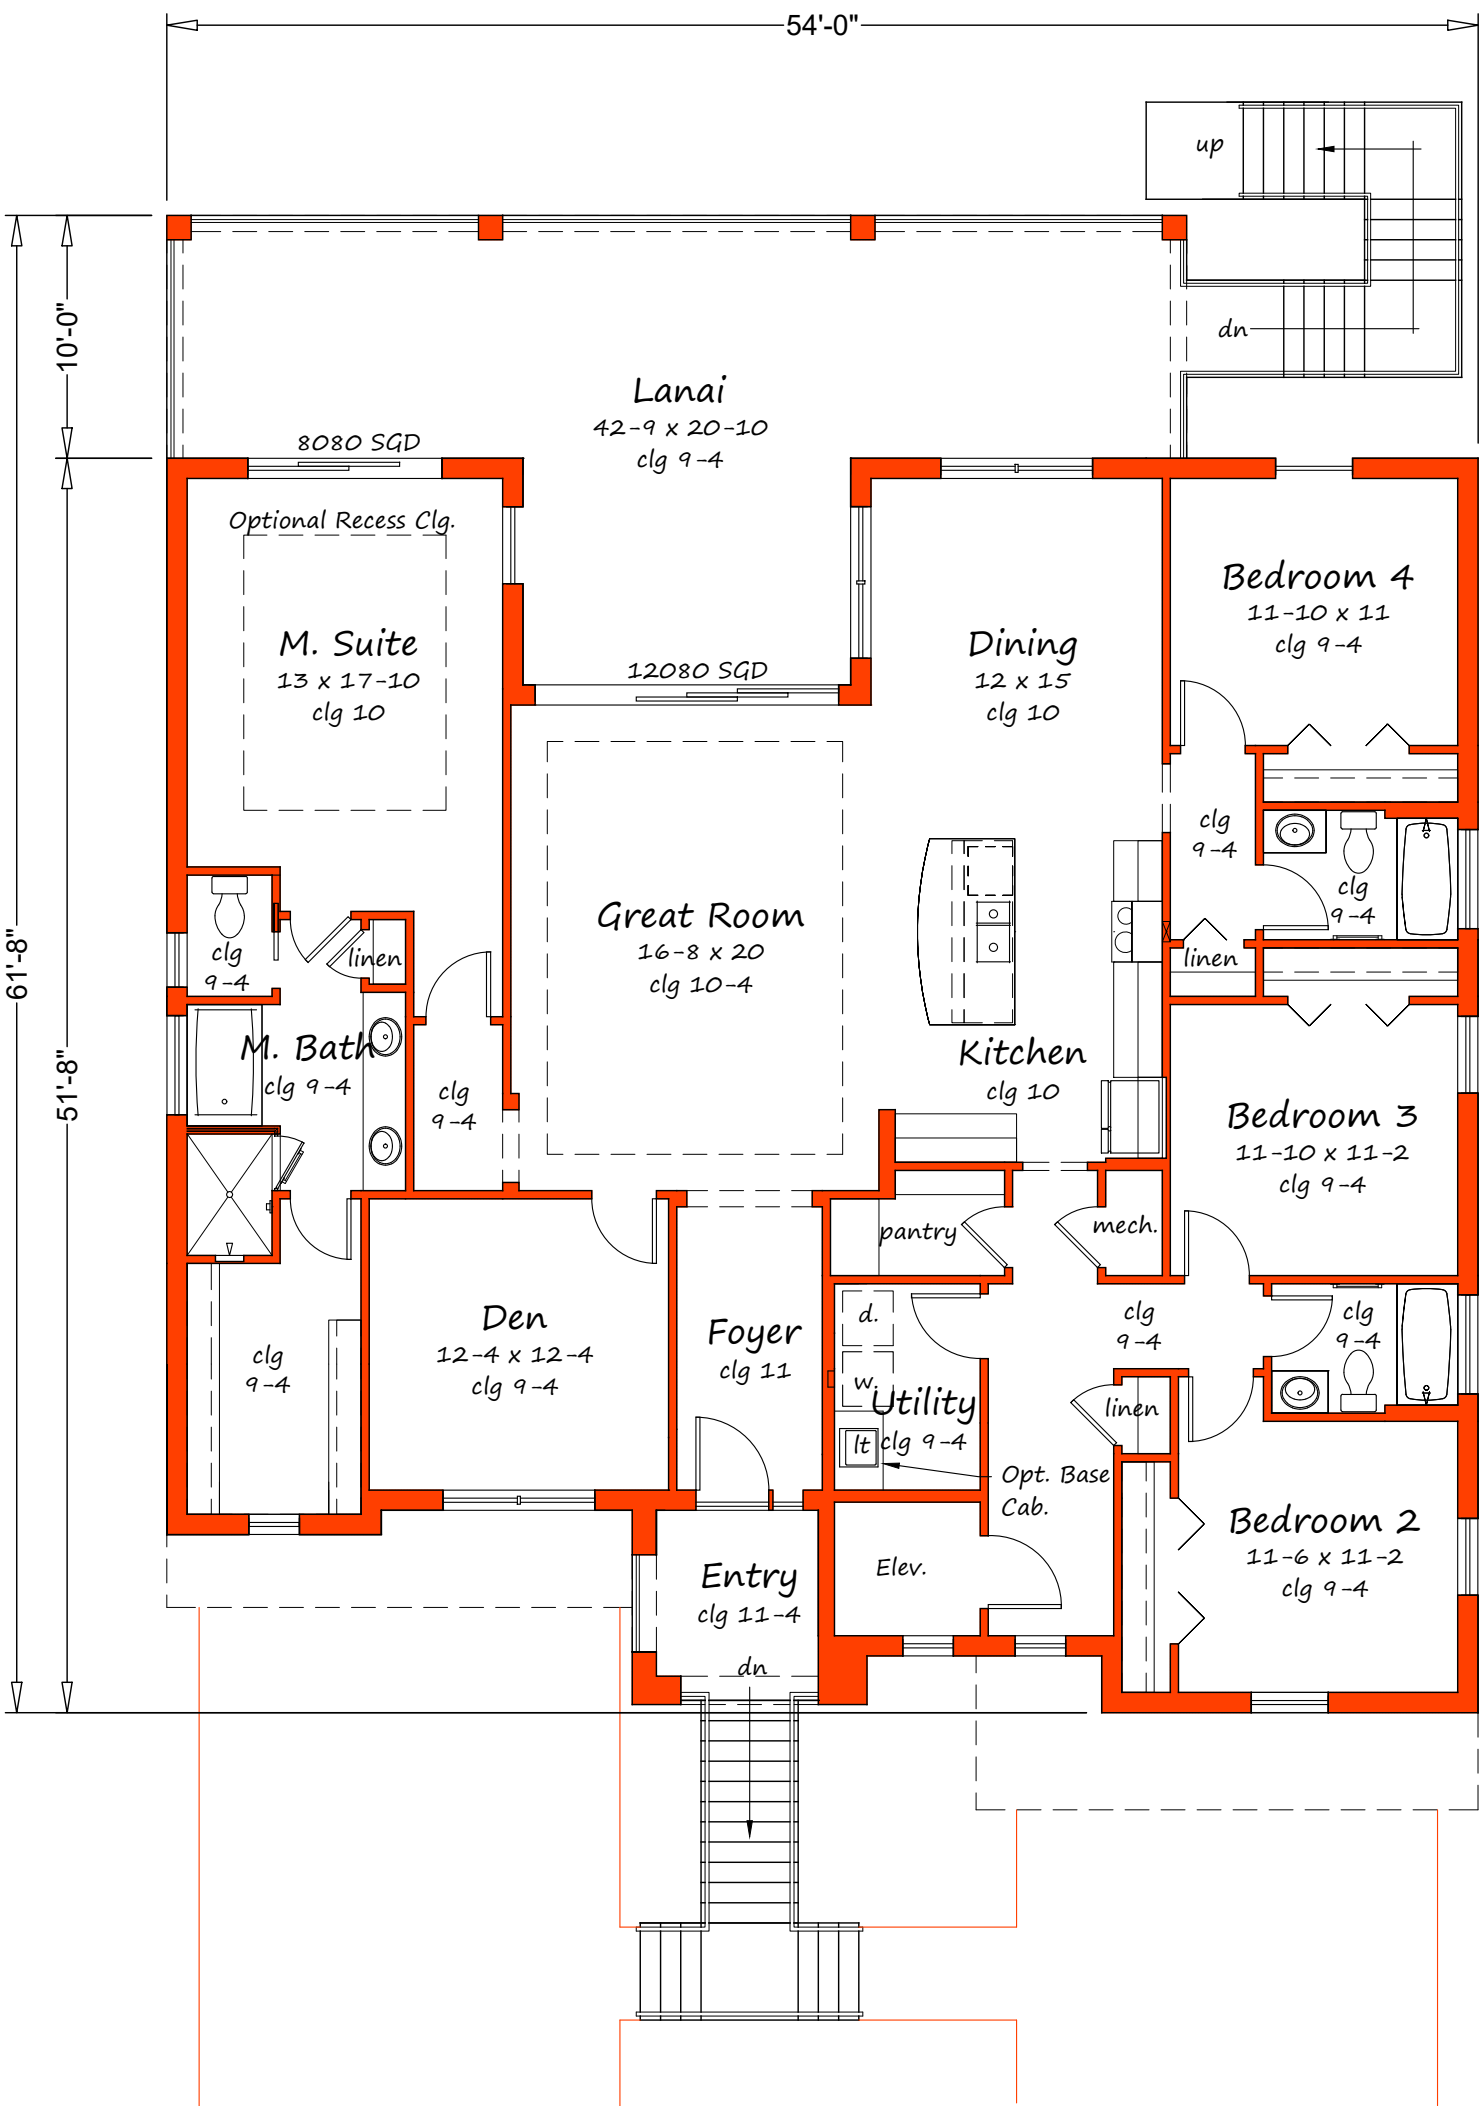 54'-0"
up
dn
10'-0"
61'-8"
51'-8"
Lanai
42-9 x 20-10
clg 9-4
8080 SGD
Optional Recess Clg.
M. Suite
13 x 17-10
clg 10
12080 SGD
Dining
12 x 15
clg 10
Bedroom 4
11-10 x 11
clg 9-4
clg
9-4
clg
9-4
linen
Great Room
16-8 x 20
clg 10-4
clg
9-4
linen
M. Bath
clg 9-4
clg
9-4
Kitchen
clg 10
Bedroom 3
11-10 x 11-2
clg 9-4
pantry
mech.
Den
12-4 x 12-4
clg 9-4
Foyer
clg 11
d.
w.
Utility
clg 9-4
lt
clg
9-4
clg
9-4
clg
9-4
linen
Opt. Base
Cab.
Bedroom 2
11-6 x 11-2
clg 9-4
Elev.
Entry
clg 11-4
dn